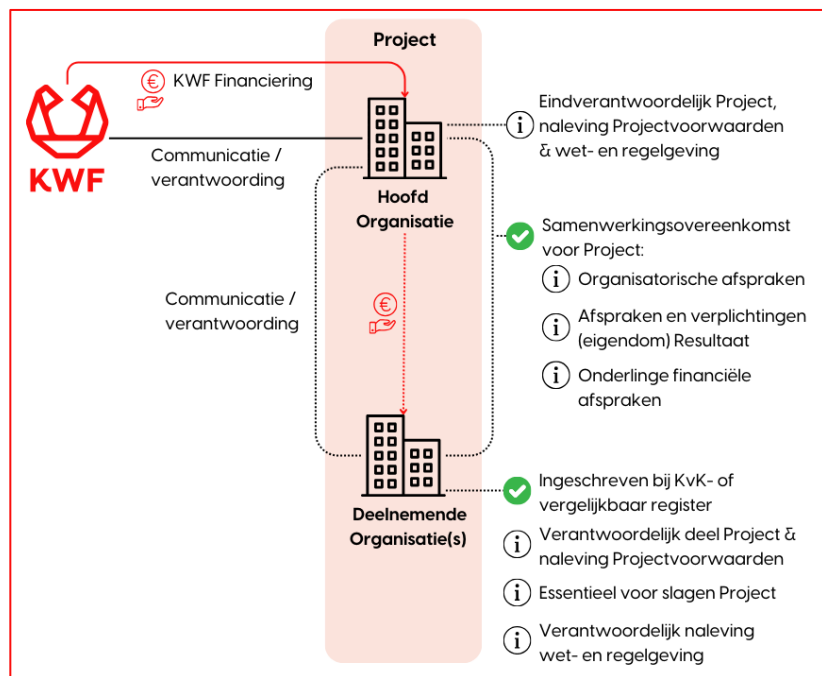 Project
KWF Financiering
KWF
Communicatie /
verantwoording
Hoofd
Organisatie
Eindverantwoordelijk Project,
naleving Projectvoorwaarden
& wet- en regelgeving
Samenwerkingsovereenkomst
voor Project:
Organisatorische afspraken
Afspraken en verplichtingen
(eigendom) Resultaat
Onderlinge financiële
afspraken
Communicatie /
verantwoording
Deelnemende
Organisatie(s)
Ingeschreven bij KvK- of
vergelijkbaar register
Verantwoordelijk deel Project &
naleving Projectvoorwaarden
Essentieel voor slagen Project
Verantwoordelijk naleving
wet- en regelgeving